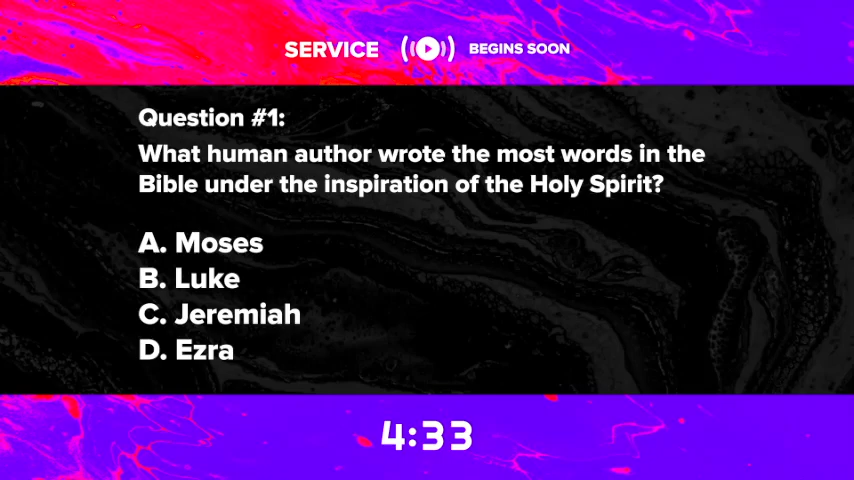 SERVICE BEGINS SOON
Question #1:
What human author wrote the most words in the
Bible under the inspiration of the Holy Spirit?
A. Moses
B. Luke
C. Jeremiah
D. Ezra
4:33